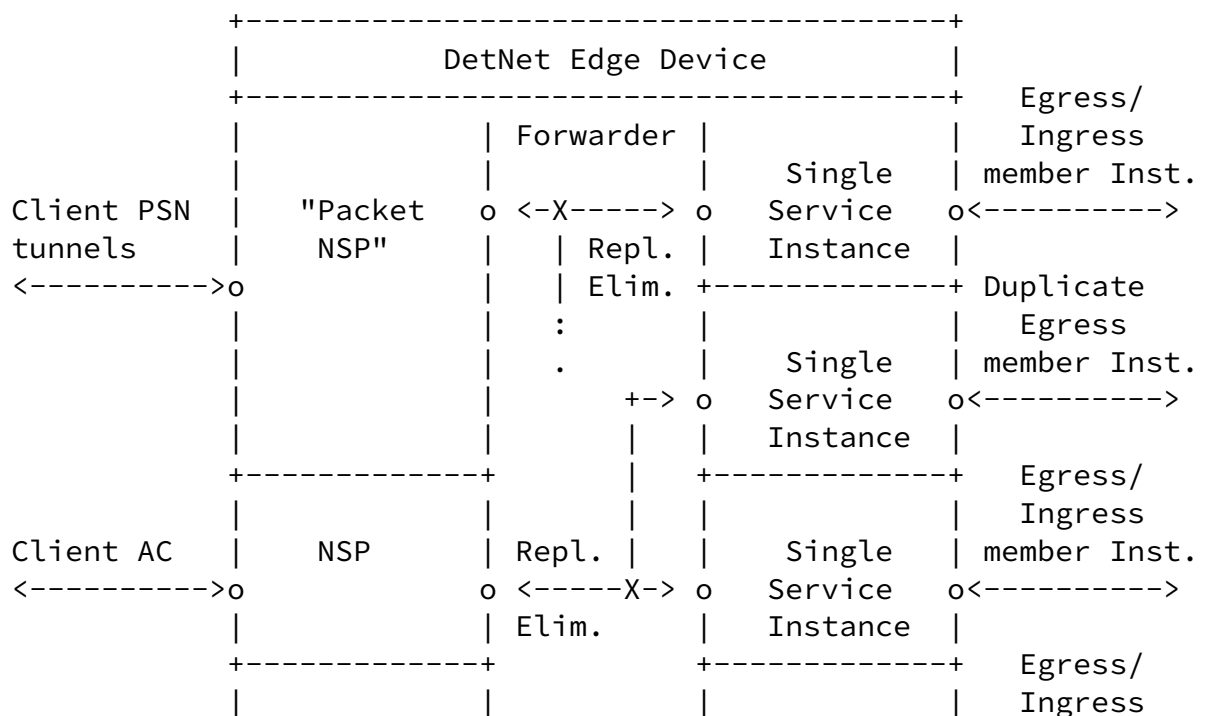 +---------------------------------------+
               |           DetNet Edge Device          |
               +---------------------------------------+   Egress/
               |             | Forwarder |             |   Ingress
               |             |           |    Single   | member Inst.
Client PSN  |   "Packet   o <-X-----> o   Service   o<---------->
tunnels     |    NSP"     |   | Repl. |   Instance  |
<---------->o             |   | Elim. +-------------+ Duplicate
            |             |   :       |             |   Egress
            |             |   .       |    Single   | member Inst.
            |             |       +-> o   Service   o<---------->
            |             |       |   |   Instance  |
            +-------------+       |   +-------------+   Egress/
            |             |       |   |             |   Ingress
Client AC   |    NSP      | Repl. |   |    Single   | member Inst.
<---------->o             o <-----X-> o   Service   o<---------->
            |             | Elim.     |   Instance  |
            +-------------+           +-------------+   Egress/
            |             |           |             |   Ingress